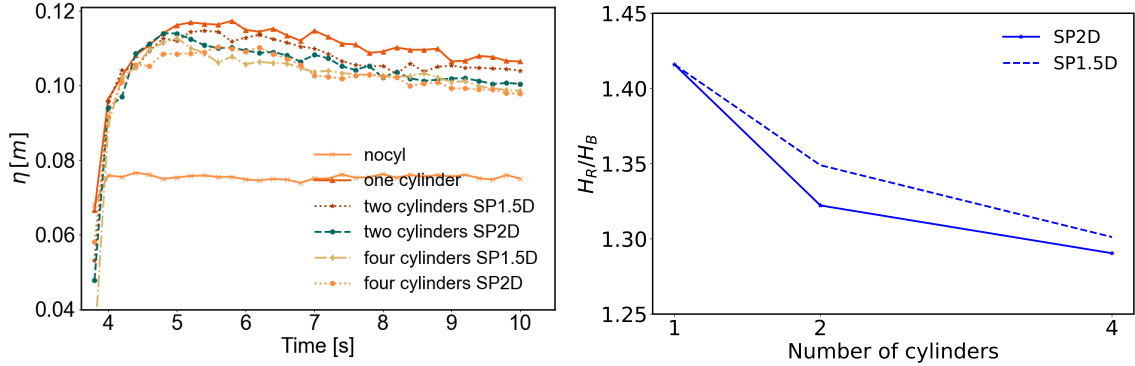 0.12
0.10
0.08
0.06
0.04
η [m]
4 5 6 7 8 9 10
Time [s]
nocyl
one cylinder
two cylinders SP1.5D
two cylinders SP2D
four cylinders SP1.5D
four cylinders SP2D
1.45
1.40
1.35
1.30
1.25
H_R/H_B
1 2 4
Number of cylinders
SP2D
SP1.5D